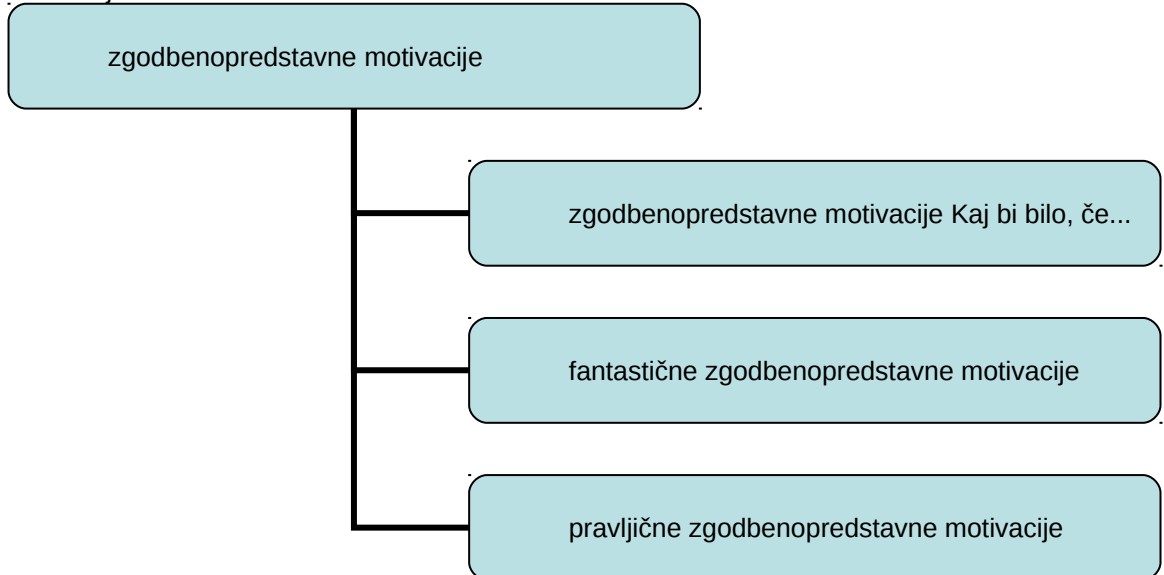 zgodbenopredstavne motivacije
zgodbenopredstavne motivacije Kaj bi bilo, če...
fantastične zgodbenopredstavne motivacije
pravljične zgodbenopredstavne motivacije